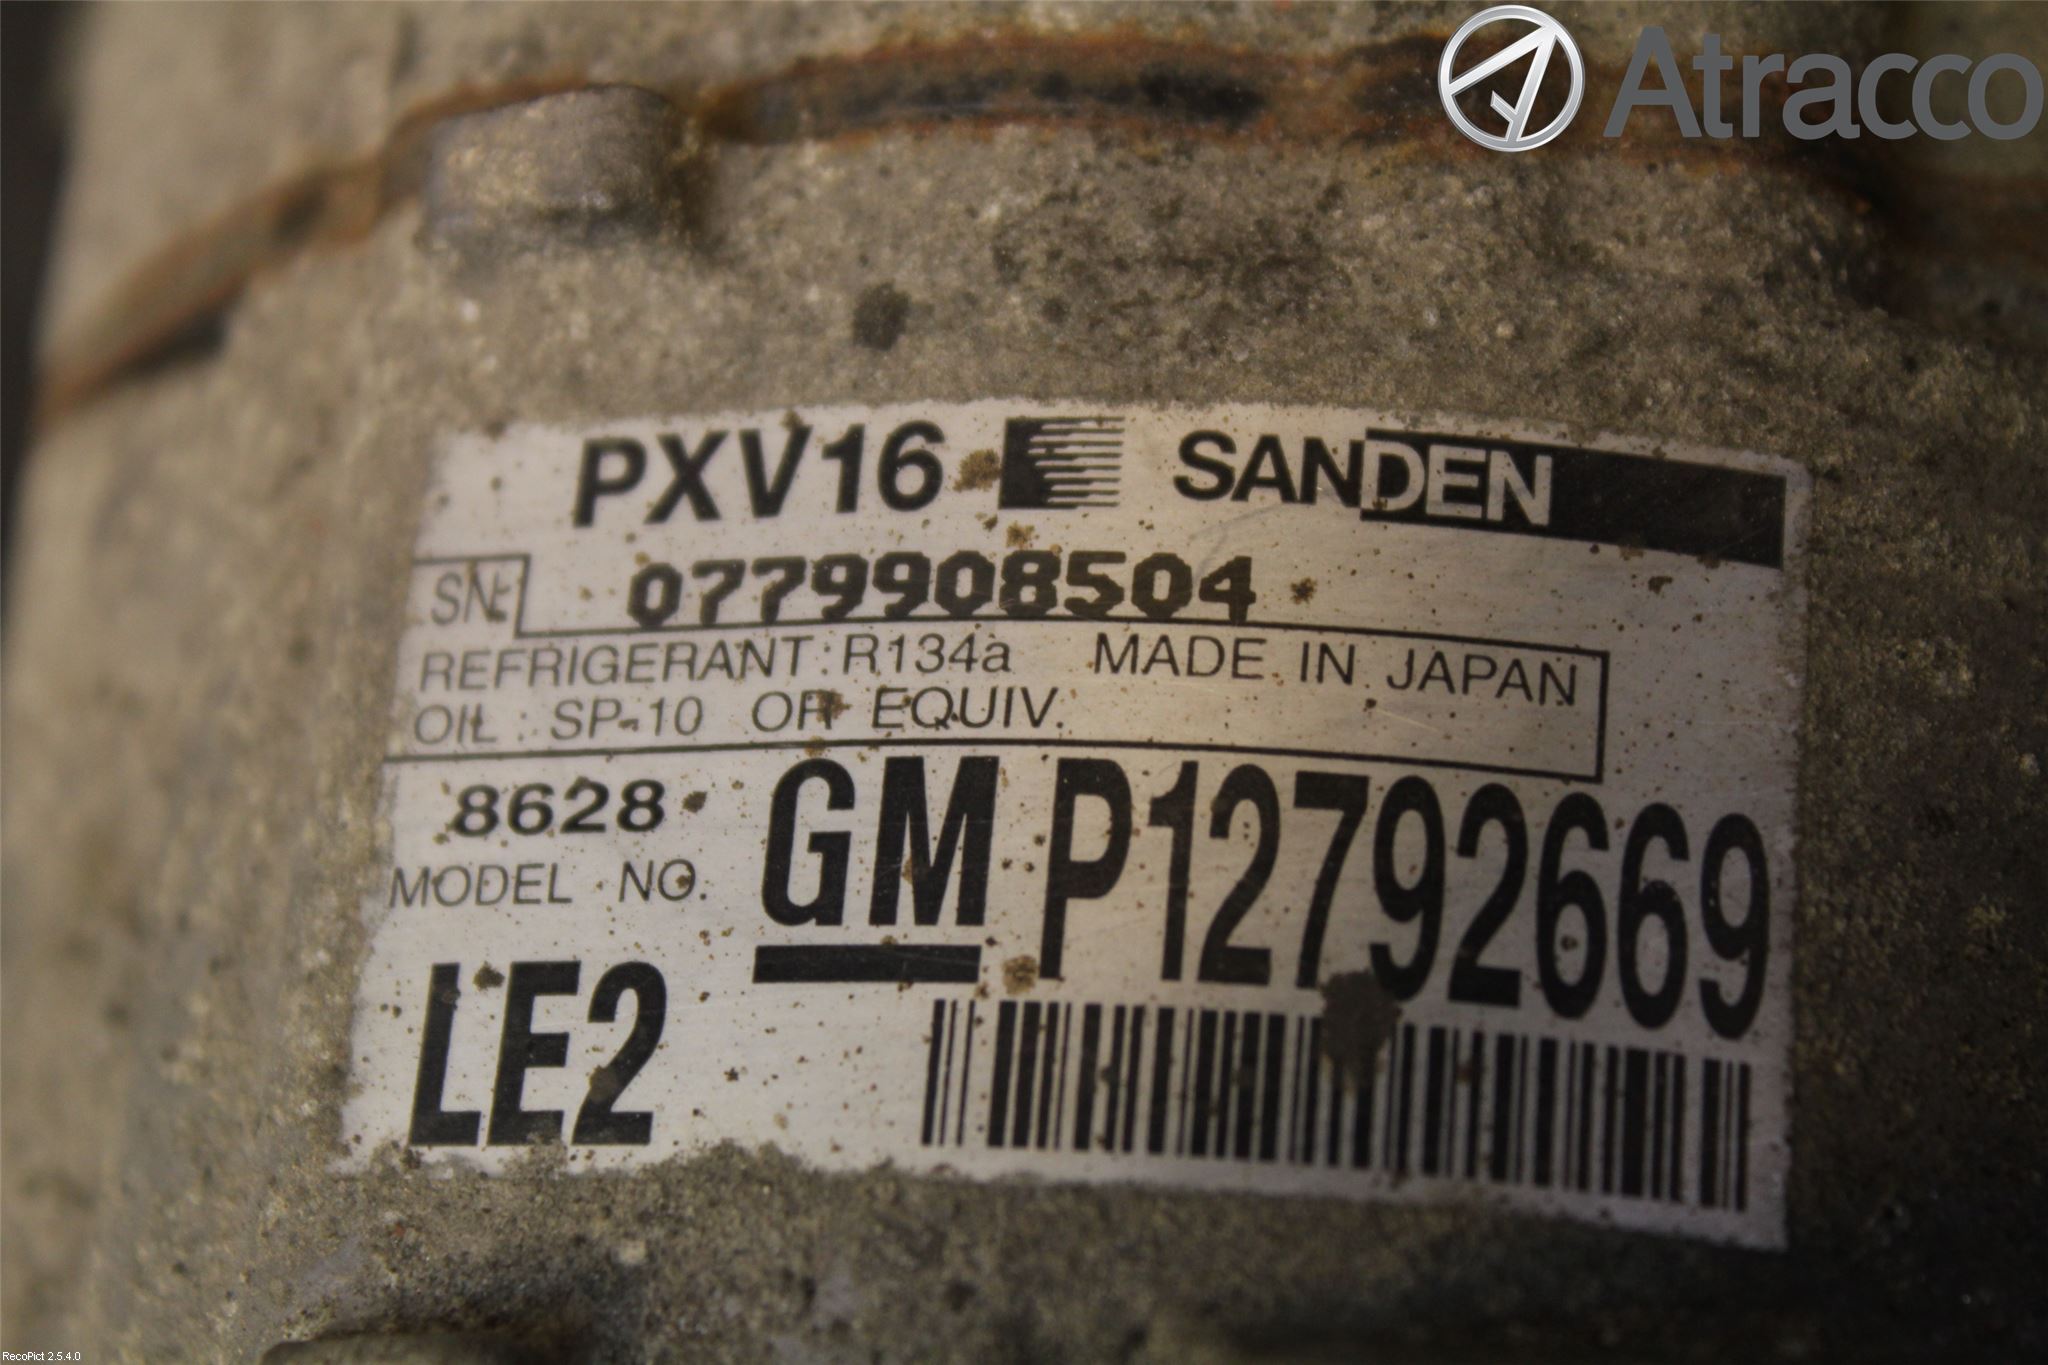 Atracco
PXV16 SANDEN
SN: 0779908504
REFRIGERANT: R134a MADE IN JAPAN
OIL: SP-10 OR EQUIV.
8628
MODEL NO.
GM P12792669
LE2
RecoPict 2.5.4.0